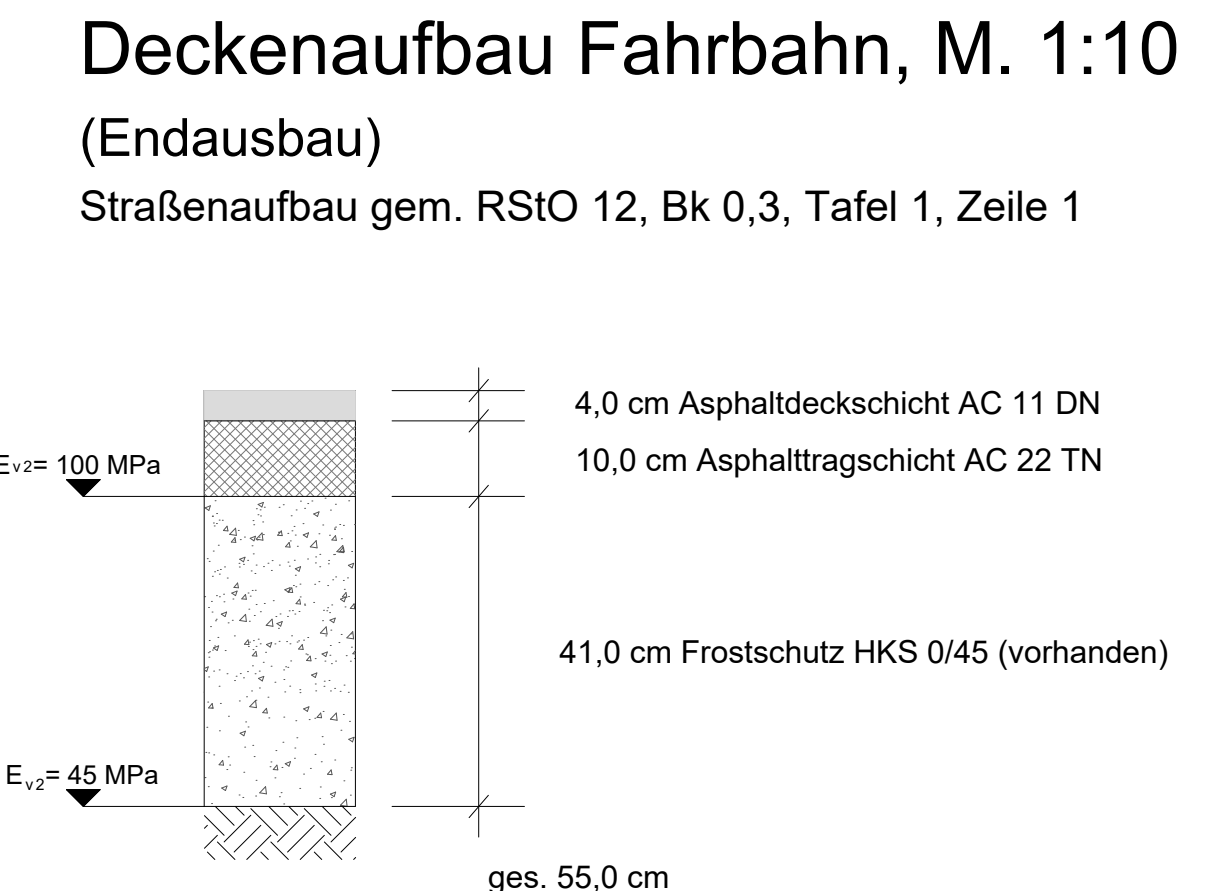 Deckenaufbau Fahrbahn, M. 1:10
(Endausbau)
Straßenaufbau gem. RStO 12, Bk 0,3, Tafel 1, Zeile 1
4,0 cm Asphaltdeckschicht AC 11 DN
10,0 cm Asphalttragschicht AC 22 TN
Ev2= 100 MPa
41,0 cm Frostschutz HKS 0/45 (vorhanden)
Ev2= 45 MPa
ges. 55,0 cm